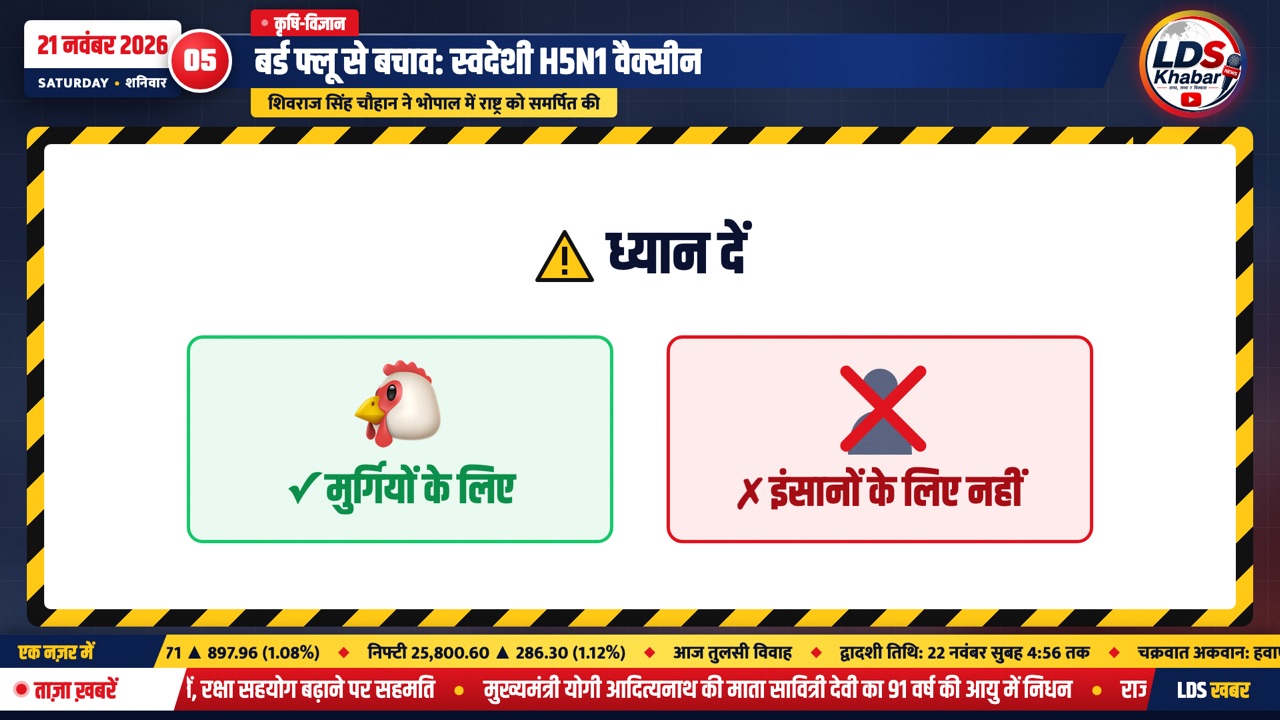 कृषि-विज्ञान
21 नवंबर 2026
SATURDAY • शनिवार
05
बर्ड फ्लू से बचाव: स्वदेशी H5N1 वैक्सीन
शिवराज सिंह चौहान ने भोपाल में राष्ट्र को समर्पित की
LDS
Khabar
NEWS
ध्यान दें
✓ मुर्गियों के लिए
✗ इंसानों के लिए नहीं
एक नज़र में
71 ▲ 897.96 (1.08%) ◆ निफ्टी 25,800.60 ▲ 286.30 (1.12%) ◆ आज तुलसी विवाह ◆ द्वादशी तिथि: 22 नवंबर सुबह 4:56 तक ◆ चक्रवात अकवान:
ताज़ा ख़बरें
रक्षा सहयोग बढ़ाने पर सहमति • मुख्यमंत्री योगी आदित्यनाथ की माता सावित्री देवी का 91 वर्ष की आयु में निधन •
LDS खबर